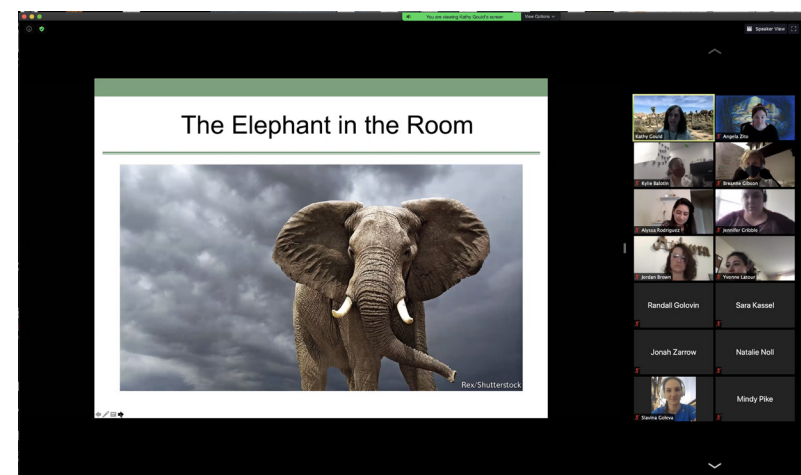 You are viewing Kathy Gould's screen
View Options
Speaker View
The Elephant in the Room
Rex/Shutterstock
Kathy Gould
Angela Zito
Kylie Balotin
Breanne Gibson
Alyssa Rodriguez
Jennifer Gribble
Jordan Brown
Yvonne Latour
Randall Golovin
Sara Kassel
Jonah Zarrow
Natalie Noll
Slavina Goleva
Mindy Pike